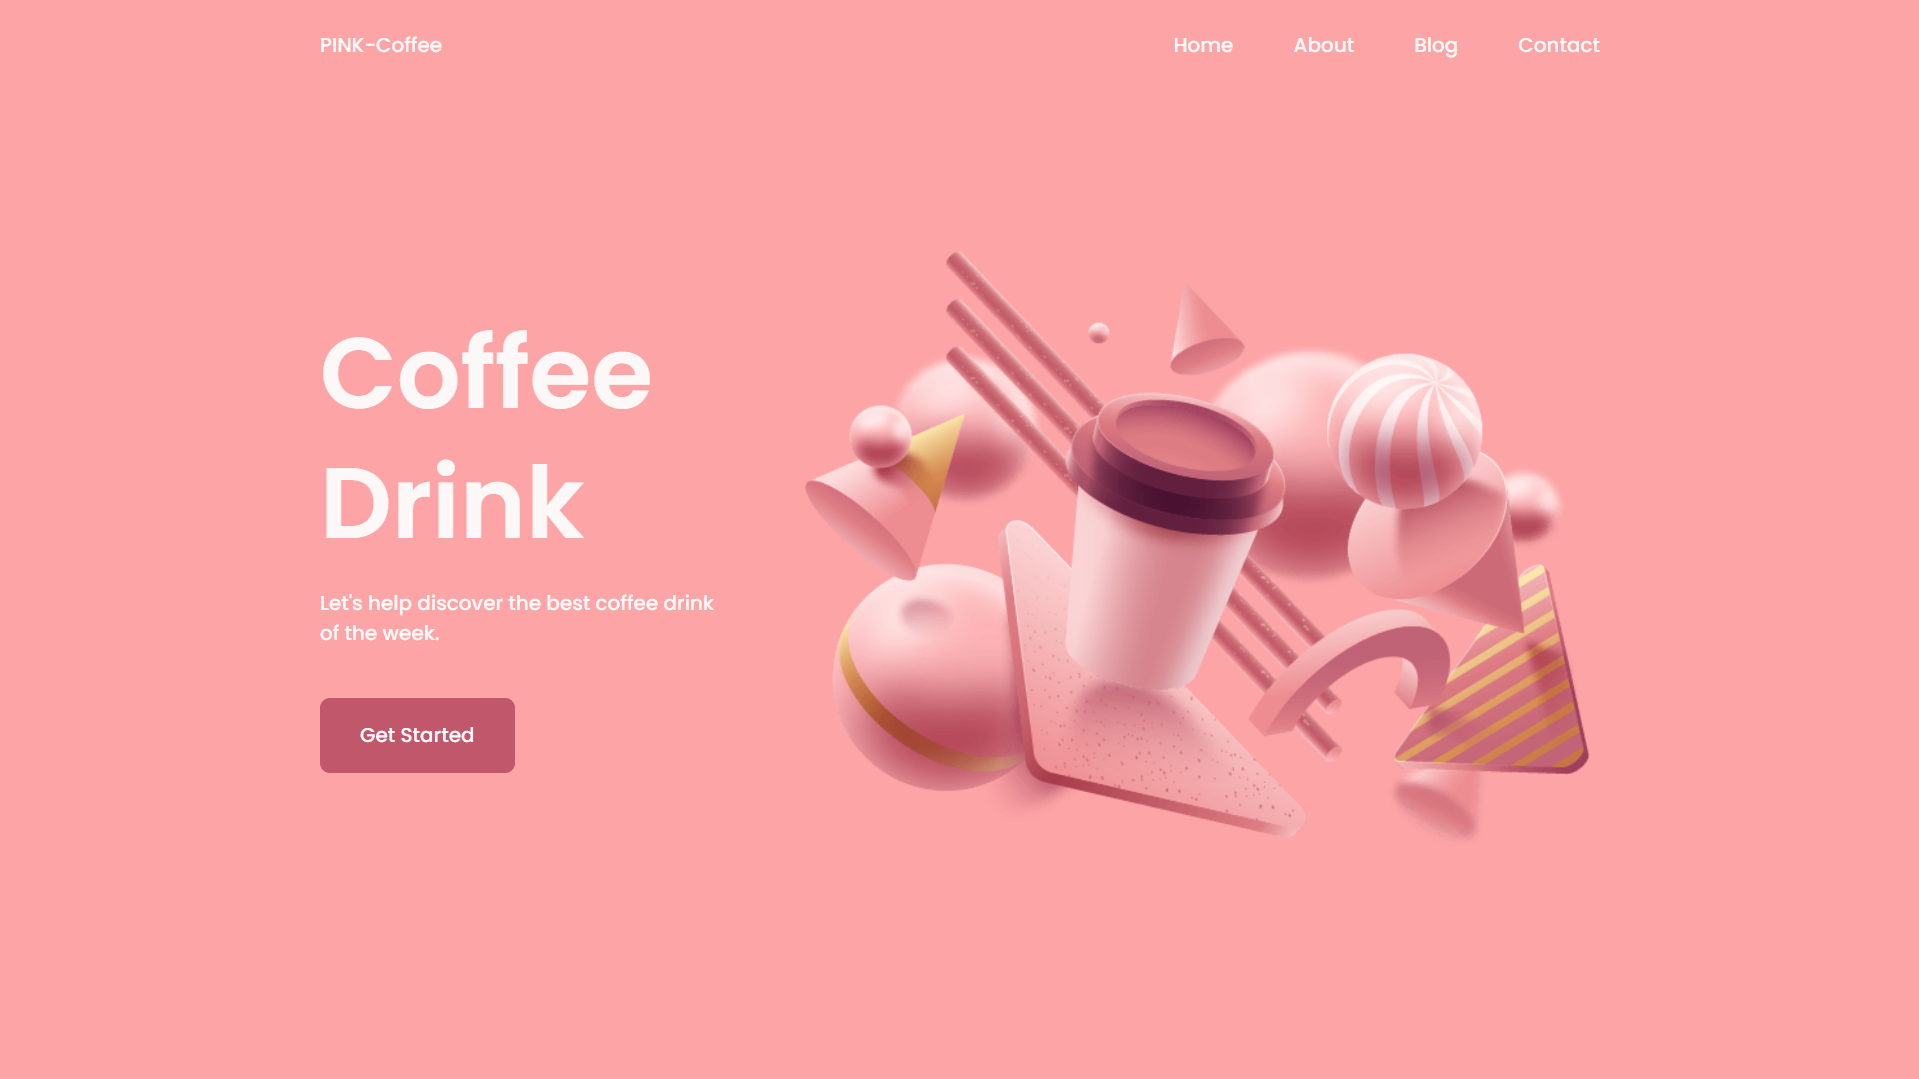 PINK-Coffee
Home About Blog Contact
Coffee
Drink
Let's help discover the best coffee drink
of the week.
Get Started